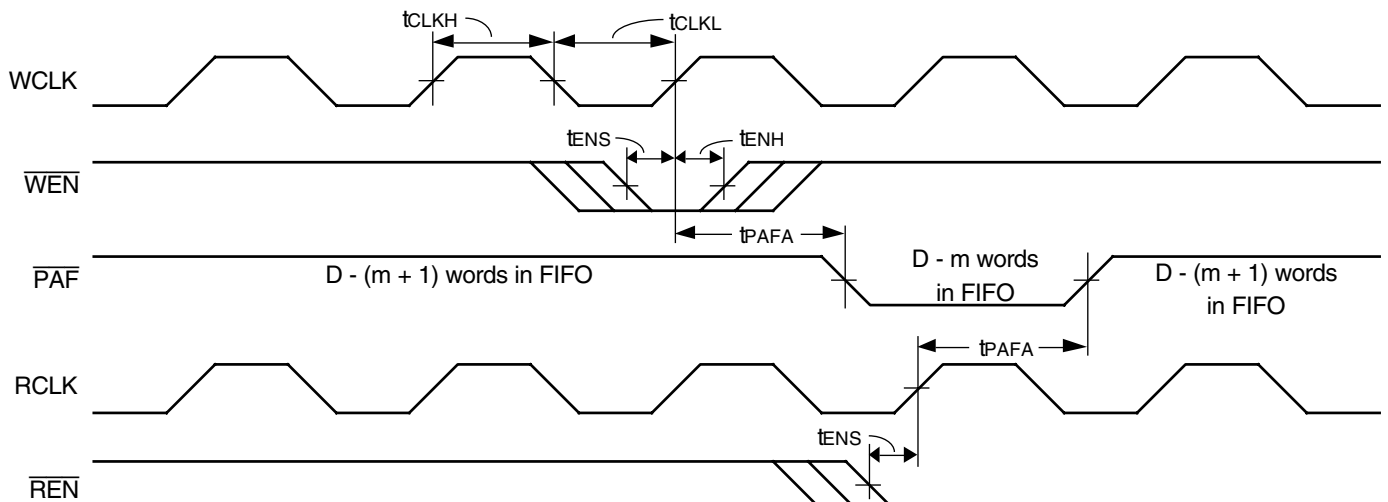 tCLKH tCLKL
WCLK
tENS tENH
WEN
tPAFA
PAF
D - (m + 1) words in FIFO
D - m words
in FIFO
D - (m + 1) words
in FIFO
tPAFA
RCLK
tENS
REN